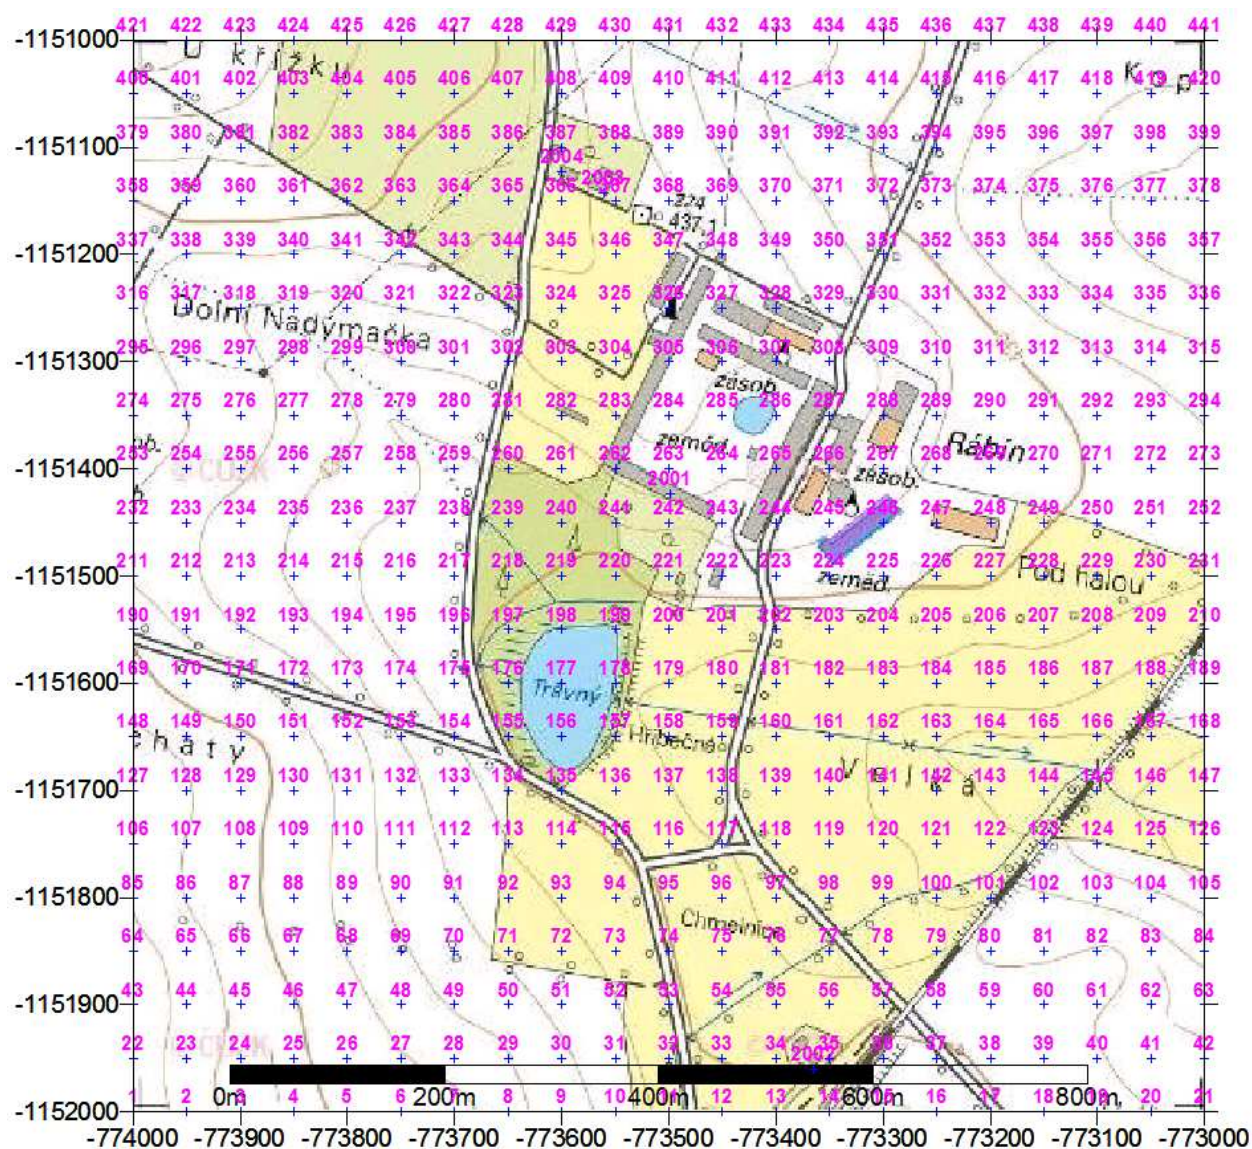 421 422 423 424 425 426 427 428 429 430 431 432 433 434 435 436 437 438 439 440 441
-1151000
U křížku
K op
400 401 402 403 404 405 406 407 408 409 410 411 412 413 414 415 416 417 418 419 420
379 380 381 382 383 384 385 386 387 388 389 390 391 392 393 394 395 396 397 398 399
-1151100
2004
2003
358 359 360 361 362 363 364 365 366 367 368 369 370 371 372 373 374 375 376 377 378
224
437,1
337 338 339 340 341 342 343 344 345 346 347 348 349 350 351 352 353 354 355 356 357
-1151200
316 317 318 319 320 321 322 323 324 325 326 327 328 329 330 331 332 333 334 335 336
Dolní Nadýmačka
295 296 297 298 299 300 301 302 303 304 305 306 307 308 309 310 311 312 313 314 315
-1151300
zásob.
274 275 276 277 278 279 280 281 282 283 284 285 286 287 288 289 290 291 292 293 294
zeměd.
Rábín
253 254 255 256 257 258 259 260 261 262 263 264 265 266 267 268 269 270 271 272 273
-1151400
ČÚZK
2001
zásob.
232 233 234 235 236 237 238 239 240 241 242 243 244 245 246 247 248 249 250 251 252
211 212 213 214 215 216 217 218 219 220 221 222 223 224 225 226 227 228 229 230 231
-1151500
zeměd.
Pod halou
190 191 192 193 194 195 196 197 198 199 200 201 202 203 204 205 206 207 208 209 210
169 170 171 172 173 174 175 176 177 178 179 180 181 182 183 184 185 186 187 188 189
-1151600
Trávný
148 149 150 151 152 153 154 155 156 157 158 159 160 161 162 163 164 165 166 167 168
ehaty
Hřibečná
-1151700
127 128 129 130 131 132 133 134 135 136 137 138 139 140 141 142 143 144 145 146 147
Velká
106 107 108 109 110 111 112 113 114 115 116 117 118 119 120 121 122 123 124 125 126
85 86 87 88 89 90 91 92 93 94 95 96 97 98 99 100 101 102 103 104 105
-1151800
Chmelnice
64 65 66 67 68 69 70 71 72 73 74 75 76 77 78 79 80 81 82 83 84
43 44 45 46 47 48 49 50 51 52 53 54 55 56 57 58 59 60 61 62 63
-1151900
22 23 24 25 26 27 28 29 30 31 32 33 34 35 36 37 38 39 40 41 42
ČÚZK
2002
1 2 3 4 5 6 7 8 9 10 11 12 13 14 15 16 17 18 19 20 21
0m 200m 400m 600m 800m
-1152000
-774000 -773900 -773800 -773700 -773600 -773500 -773400 -773300 -773200 -773100 -773000